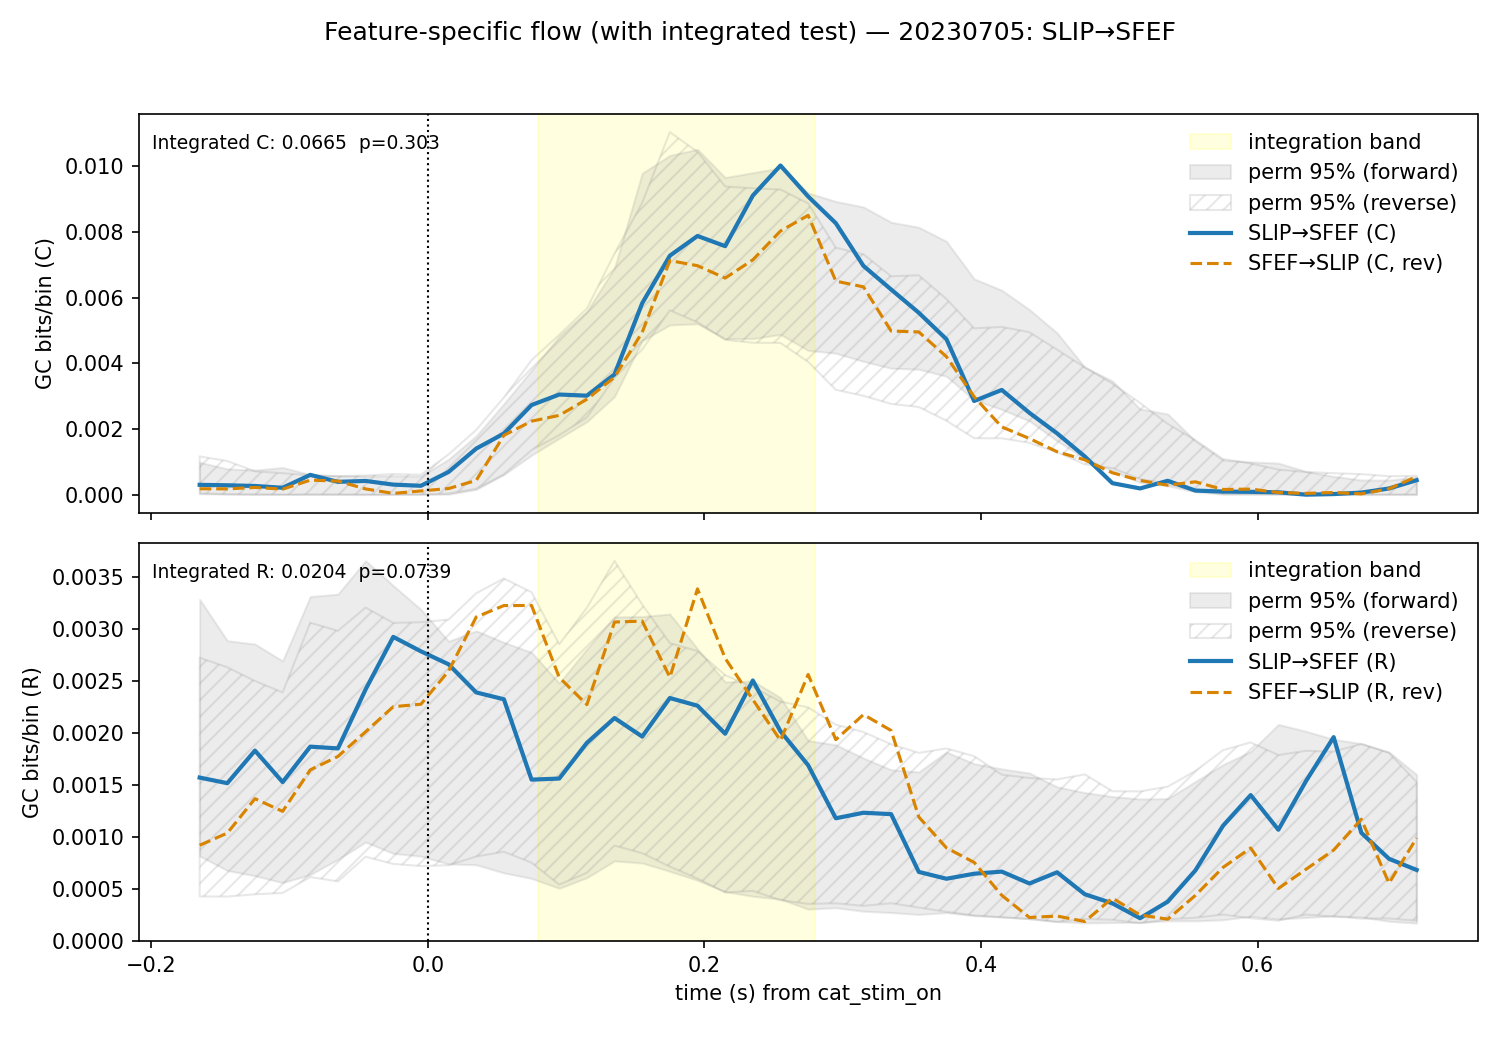 Feature-specific flow (with integrated test) — 20230705: SLIP→SFEF
Integrated C: 0.0665  p=0.303
integration band
perm 95% (forward)
perm 95% (reverse)
SLIP→SFEF (C)
SFEF→SLIP (C, rev)
GC bits/bin (C)
0.010
0.008
0.006
0.004
0.002
0.000
Integrated R: 0.0204  p=0.0739
integration band
perm 95% (forward)
perm 95% (reverse)
SLIP→SFEF (R)
SFEF→SLIP (R, rev)
GC bits/bin (R)
0.0035
0.0030
0.0025
0.0020
0.0015
0.0010
0.0005
0.0000
−0.2 0.0 0.2 0.4 0.6
time (s) from cat_stim_on